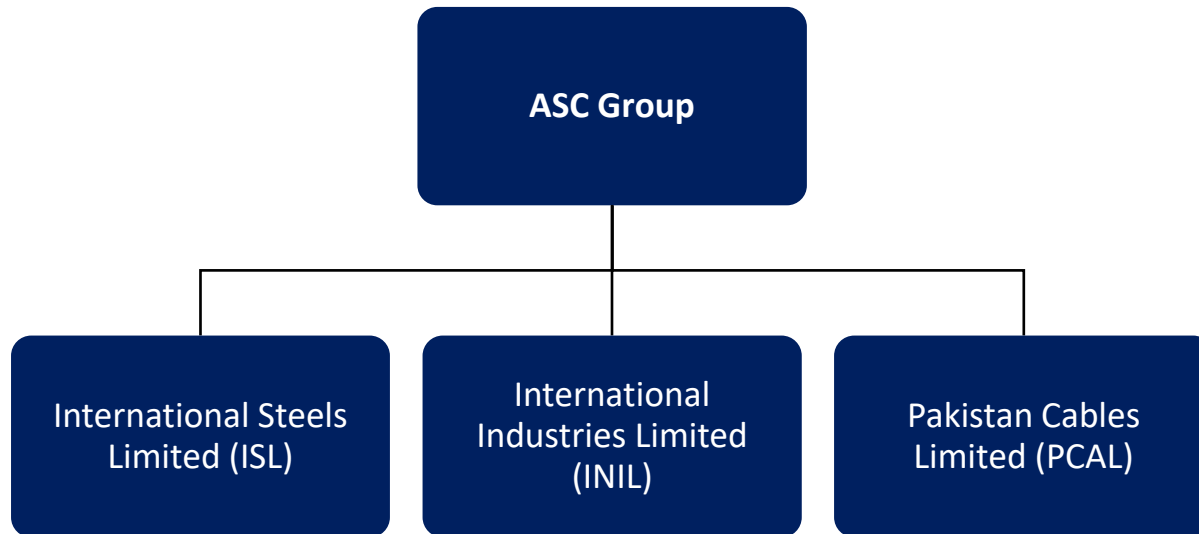 ASC Group
International Steels
Limited (ISL)
International
Industries Limited
(INIL)
Pakistan Cables
Limited (PCAL)